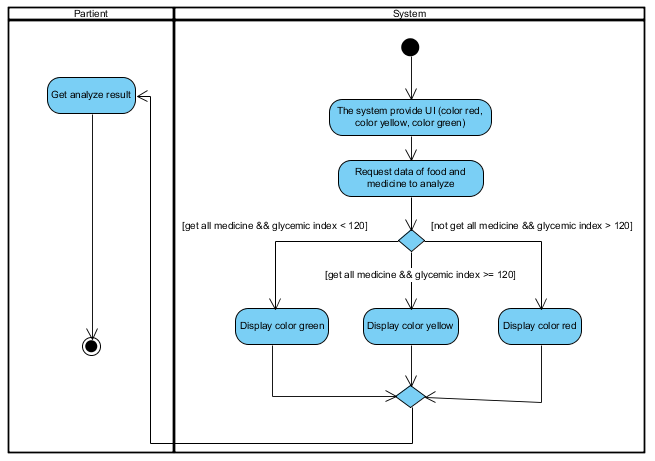 Partient
System
Get analyze result
The system provide UI (color red,
color yellow, color green)
Request data of food and
medicine to analyze
[get all medicine && glycemic index < 120]
[not get all medicine && glycemic index > 120]
[get all medicine && glycemic index >= 120]
Display color green
Display color yellow
Display color red